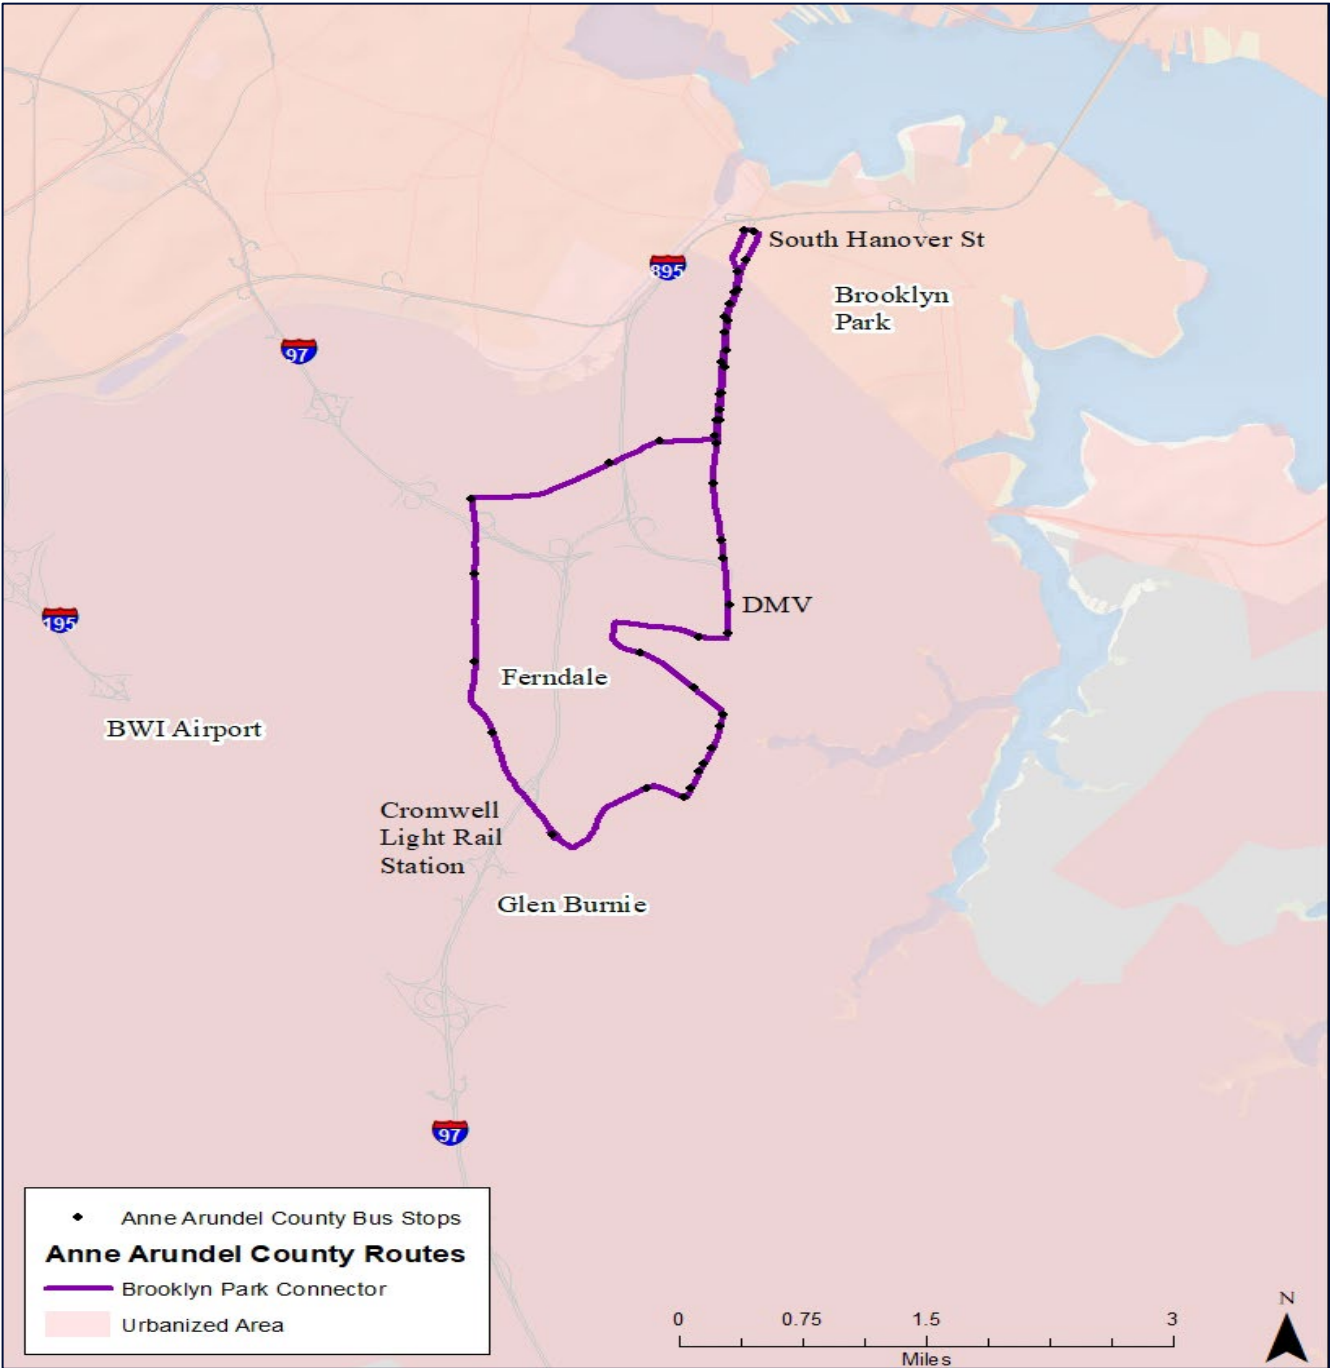 South Hanover St
895
Brooklyn
Park
97
DMV
195
Ferndale
BWI Airport
Cromwell
Light Rail
Station
Glen Burnie
97
Anne Arundel County Bus Stops
Anne Arundel County Routes
Brooklyn Park Connector
Urbanized Area
0 0.75 1.5 3
Miles
N